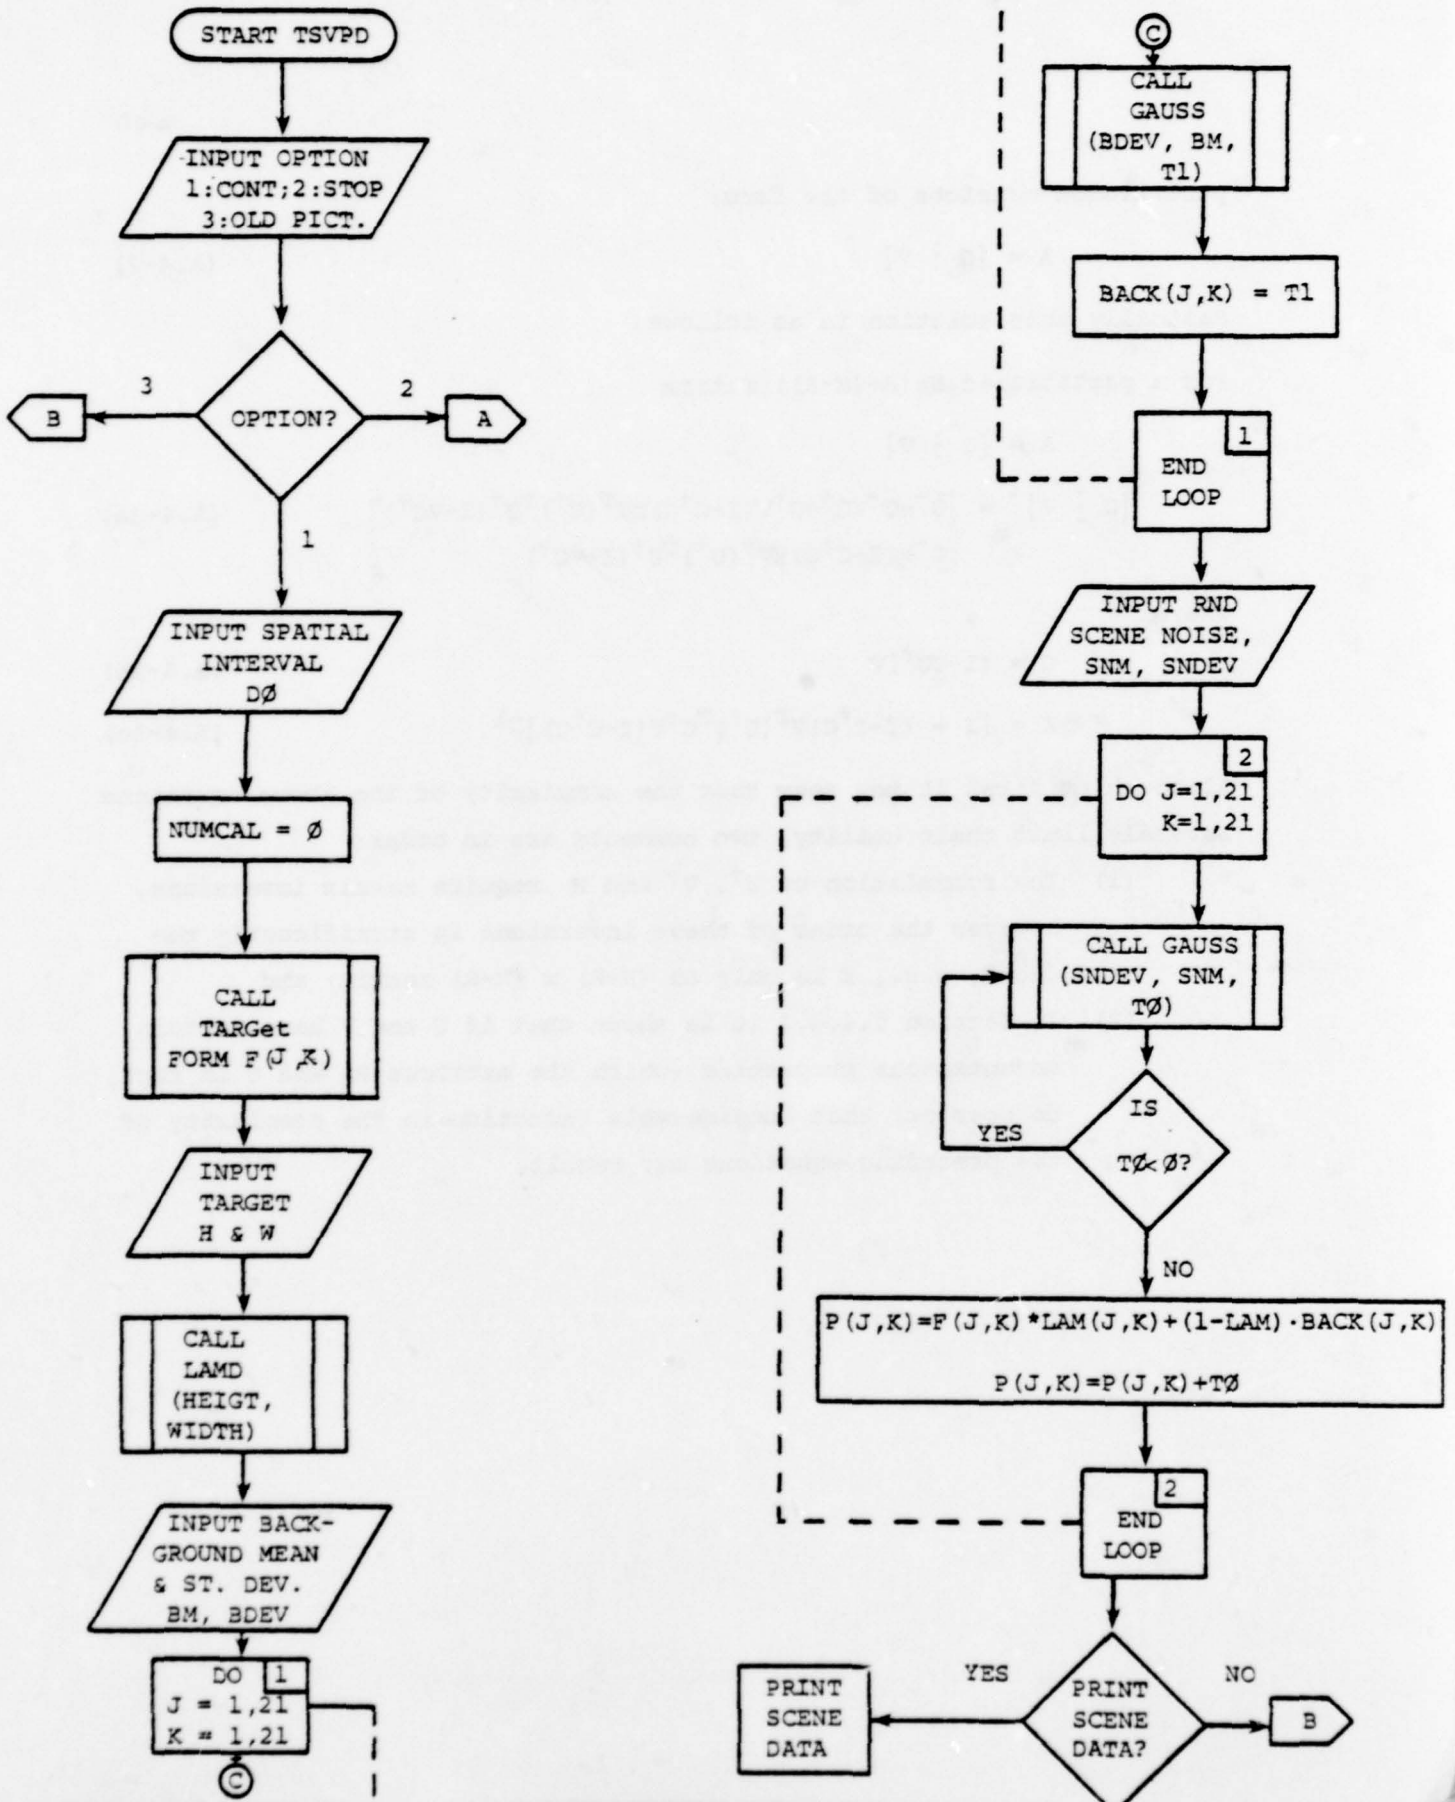 START TSVPD
INPUT OPTION
1:CONT;2:STOP
3:OLD PICT.
3
2
B
OPTION?
A
1
INPUT SPATIAL
INTERVAL
DØ
NUMCAL = Ø
CALL
TARGet
FORM F(J,K)
INPUT
TARGET
H & W
CALL
LAMD
(HEIGT,
WIDTH)
INPUT BACK-
GROUND MEAN
& ST. DEV.
BM, BDEV
DO 1
J = 1,21
K = 1,21
C
C
CALL
GAUSS
(BDEV, BM,
T1)
BACK(J,K) = T1
1
END
LOOP
INPUT RND
SCENE NOISE,
SNM, SNDEV
2
DO J=1,21
K=1,21
CALL GAUSS
(SNDEV, SNM,
TØ)
IS
YES
TØ<Ø?
NO
P(J,K)=F(J,K)*LAM(J,K)+(1-LAM)·BACK(J,K)
P(J,K)=P(J,K)+TØ
2
END
LOOP
YES
NO
PRINT
SCENE
DATA
PRINT
SCENE
DATA?
B